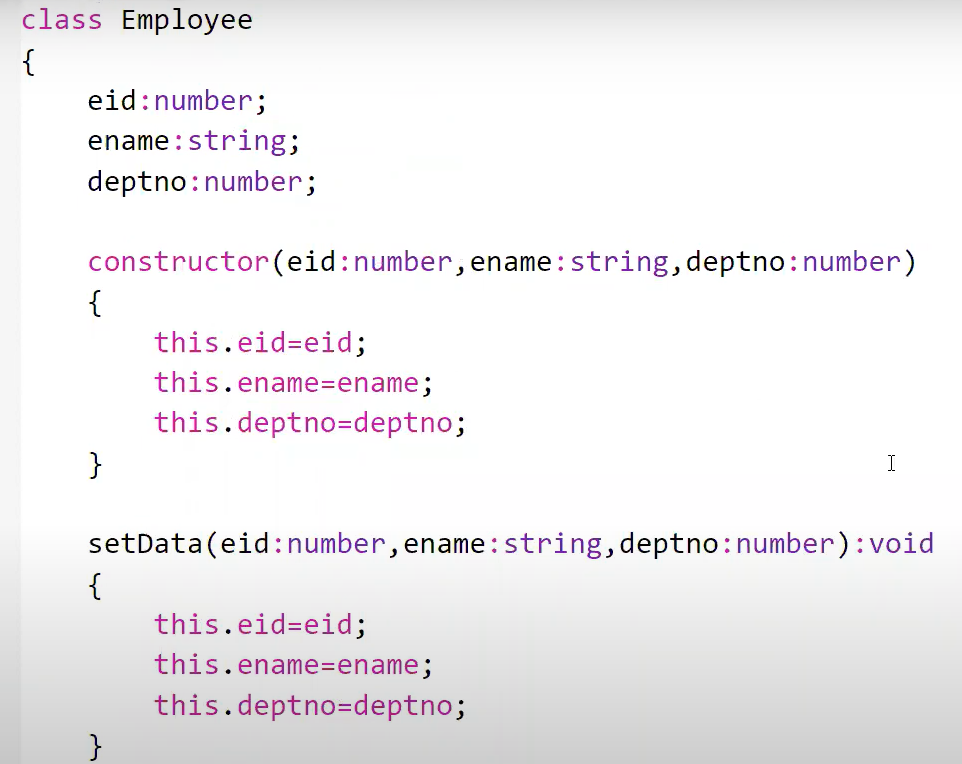 class Employee
{
eid:number;
ename:string;
deptno:number;
constructor(eid:number,ename:string,deptno:number)
{
this.eid=eid;
this.ename=ename;
this.deptno=deptno;
}
setData(eid:number,ename:string,deptno:number):void
{
this.eid=eid;
this.ename=ename;
this.deptno=deptno;
}